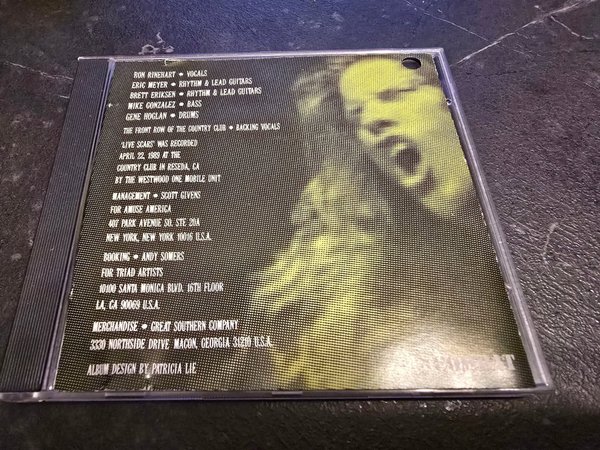 RON RINEHART • VOCALS
ERIC MEYER • RHYTHM & LEAD GUITARS
BRETT ERIKSEN • RHYTHM & LEAD GUITARS
MIKE GONZALEZ • BASS
GENE HOGLAN • DRUMS
THE FRONT ROW OF THE COUNTRY CLUB • BACKING VOCALS
'LIVE SCARS' WAS RECORDED
APRIL 22, 1989 AT THE
COUNTRY CLUB IN RESEDA, CA
BY THE WESTWOOD ONE MOBILE UNIT
MANAGEMENT • SCOTT GIVENS
FOR AMUSE AMERICA
407 PARK AVENUE SO. STE 20A
NEW YORK, NEW YORK 10016 U.S.A.
BOOKING • ANDY SOMERS
FOR TRIAD ARTISTS
10100 SANTA MONICA BLVD. 16TH FLOOR
LA, CA 90069 U.S.A.
MERCHANDISE • GREAT SOUTHERN COMPANY
3330 NORTHSIDE DRIVE MACON, GEORGIA 31210 U.S.A.
ALBUM DESIGN BY PATRICIA LIE